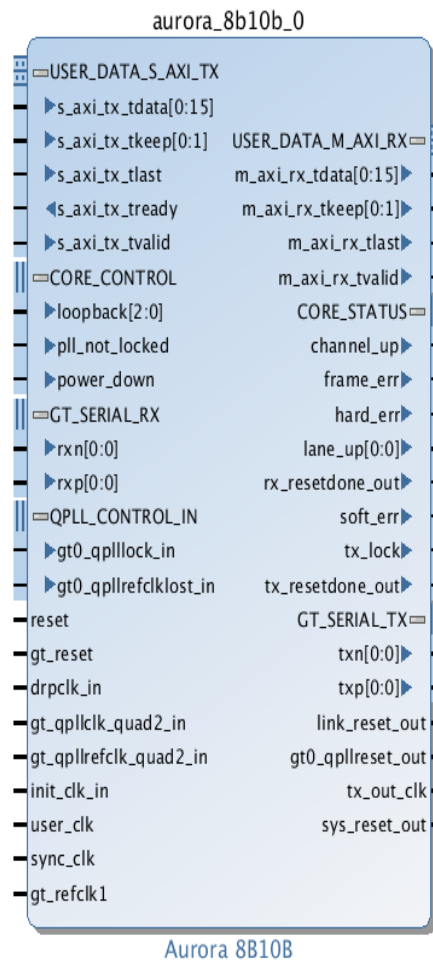 aurora_8b10b_0
USER_DATA_S_AXI_TX
s_axi_tx_tdata[0:15]
s_axi_tx_tkeep[0:1]
s_axi_tx_tlast
s_axi_tx_tready
s_axi_tx_tvalid
CORE_CONTROL
loopback[2:0]
pll_not_locked
power_down
GT_SERIAL_RX
rxn[0:0]
rxp[0:0]
QPLL_CONTROL_IN
gt0_qplllock_in
gt0_qpllrefclklost_in
reset
gt_reset
drpclk_in
gt_qpllclk_quad2_in
gt_qpllrefclk_quad2_in
init_clk_in
user_clk
sync_clk
gt_refclk1
USER_DATA_M_AXI_RX
m_axi_rx_tdata[0:15]
m_axi_rx_tkeep[0:1]
m_axi_rx_tlast
m_axi_rx_tvalid
CORE_STATUS
channel_up
frame_err
hard_err
lane_up[0:0]
rx_resetdone_out
soft_err
tx_lock
tx_resetdone_out
GT_SERIAL_TX
txn[0:0]
txp[0:0]
link_reset_out
gt0_qpllreset_out
tx_out_clk
sys_reset_out
Aurora 8B10B